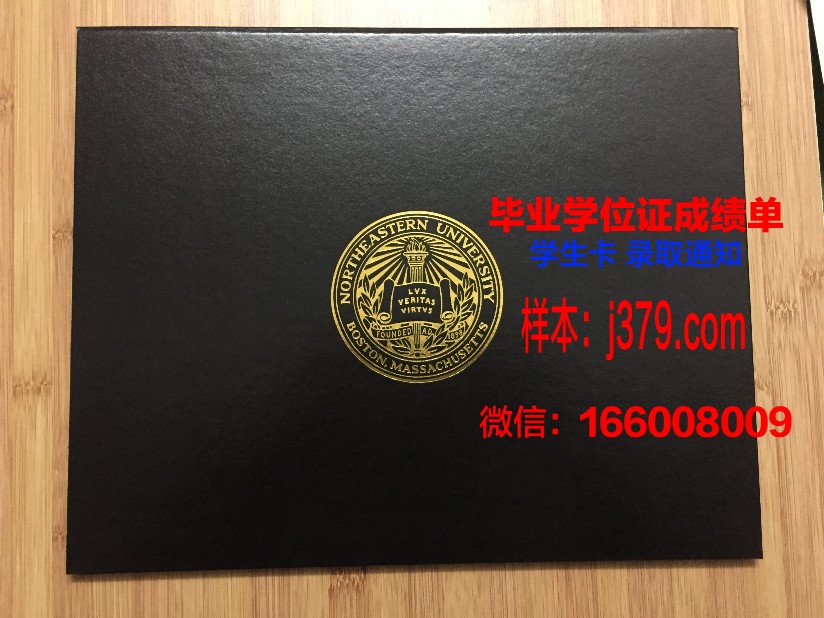 NORTHEASTERN UNIVERSITY
LVX
VERITAS
VIRTVS
FOUNDED A.D. 1898
BOSTON, MASSACHUSETTS
毕业学位证成绩单
学生卡 录取通知
样本：j379.com
微信：166008009